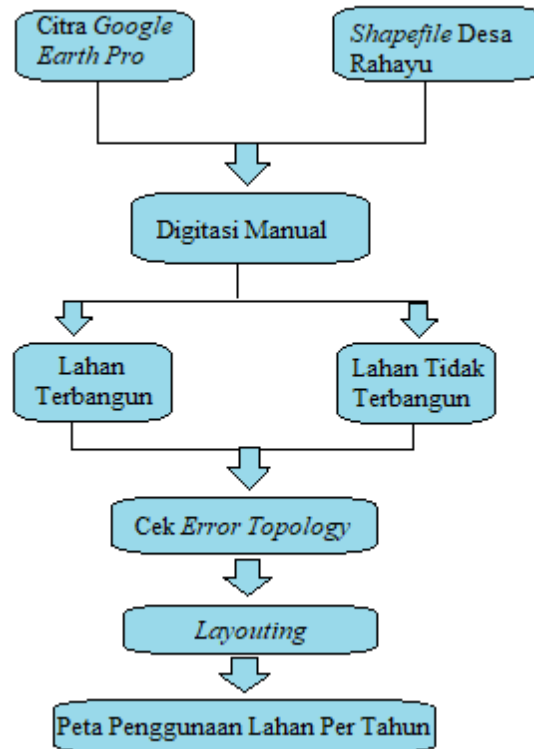 Citra Google
Earth Pro
Shapefile Desa
Rahayu
Digitasi Manual
Lahan
Terbangun
Lahan Tidak
Terbangun
Cek Error Topology
Layouting
Peta Penggunaan Lahan Per Tahun